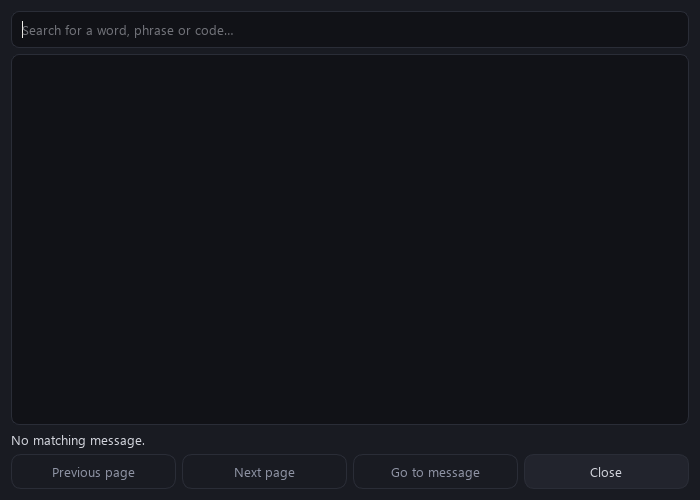 Search for a word, phrase or code...
No matching message.
Previous page
Next page
Go to message
Close